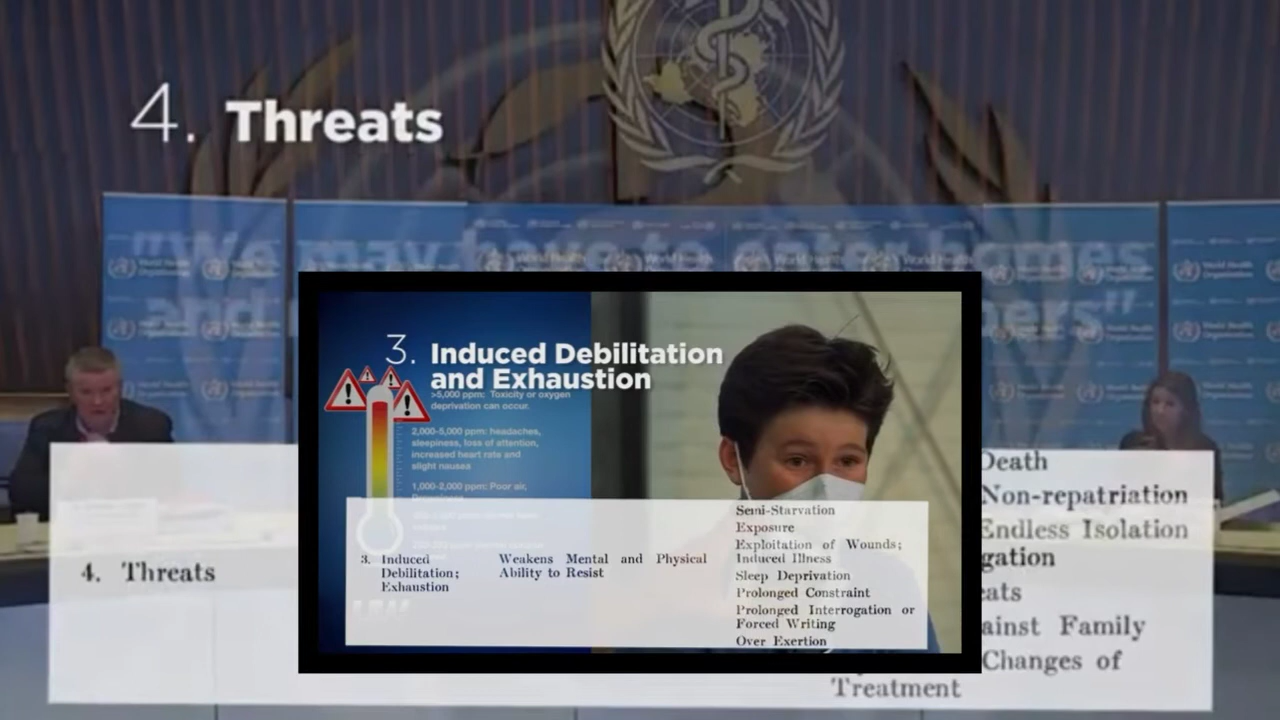 4. Threats
"We may have to enter homes
and
ers"
World Health
Organization
3. Induced Debilitation
and Exhaustion
>5,000 ppm: Toxicity or oxygen
deprivation can occur.
2,000-5,000 ppm: headaches,
sleepiness, loss of attention,
increased heart rate and
slight nausea
1,000-2,000 ppm: Poor air,
Semi-Starvation
Exposure
Exploitation of Wounds;
3. Induced Weakens Mental and Physical Induced Illness
Debilitation; Ability to Resist Sleep Deprivation
Exhaustion Prolonged Constraint
Prolonged Interrogation or
Forced Writing
Over Exertion
4. Threats
Death
Non-repatriation
Endless Isolation
gation
eats
ainst Family
Changes of
Treatment